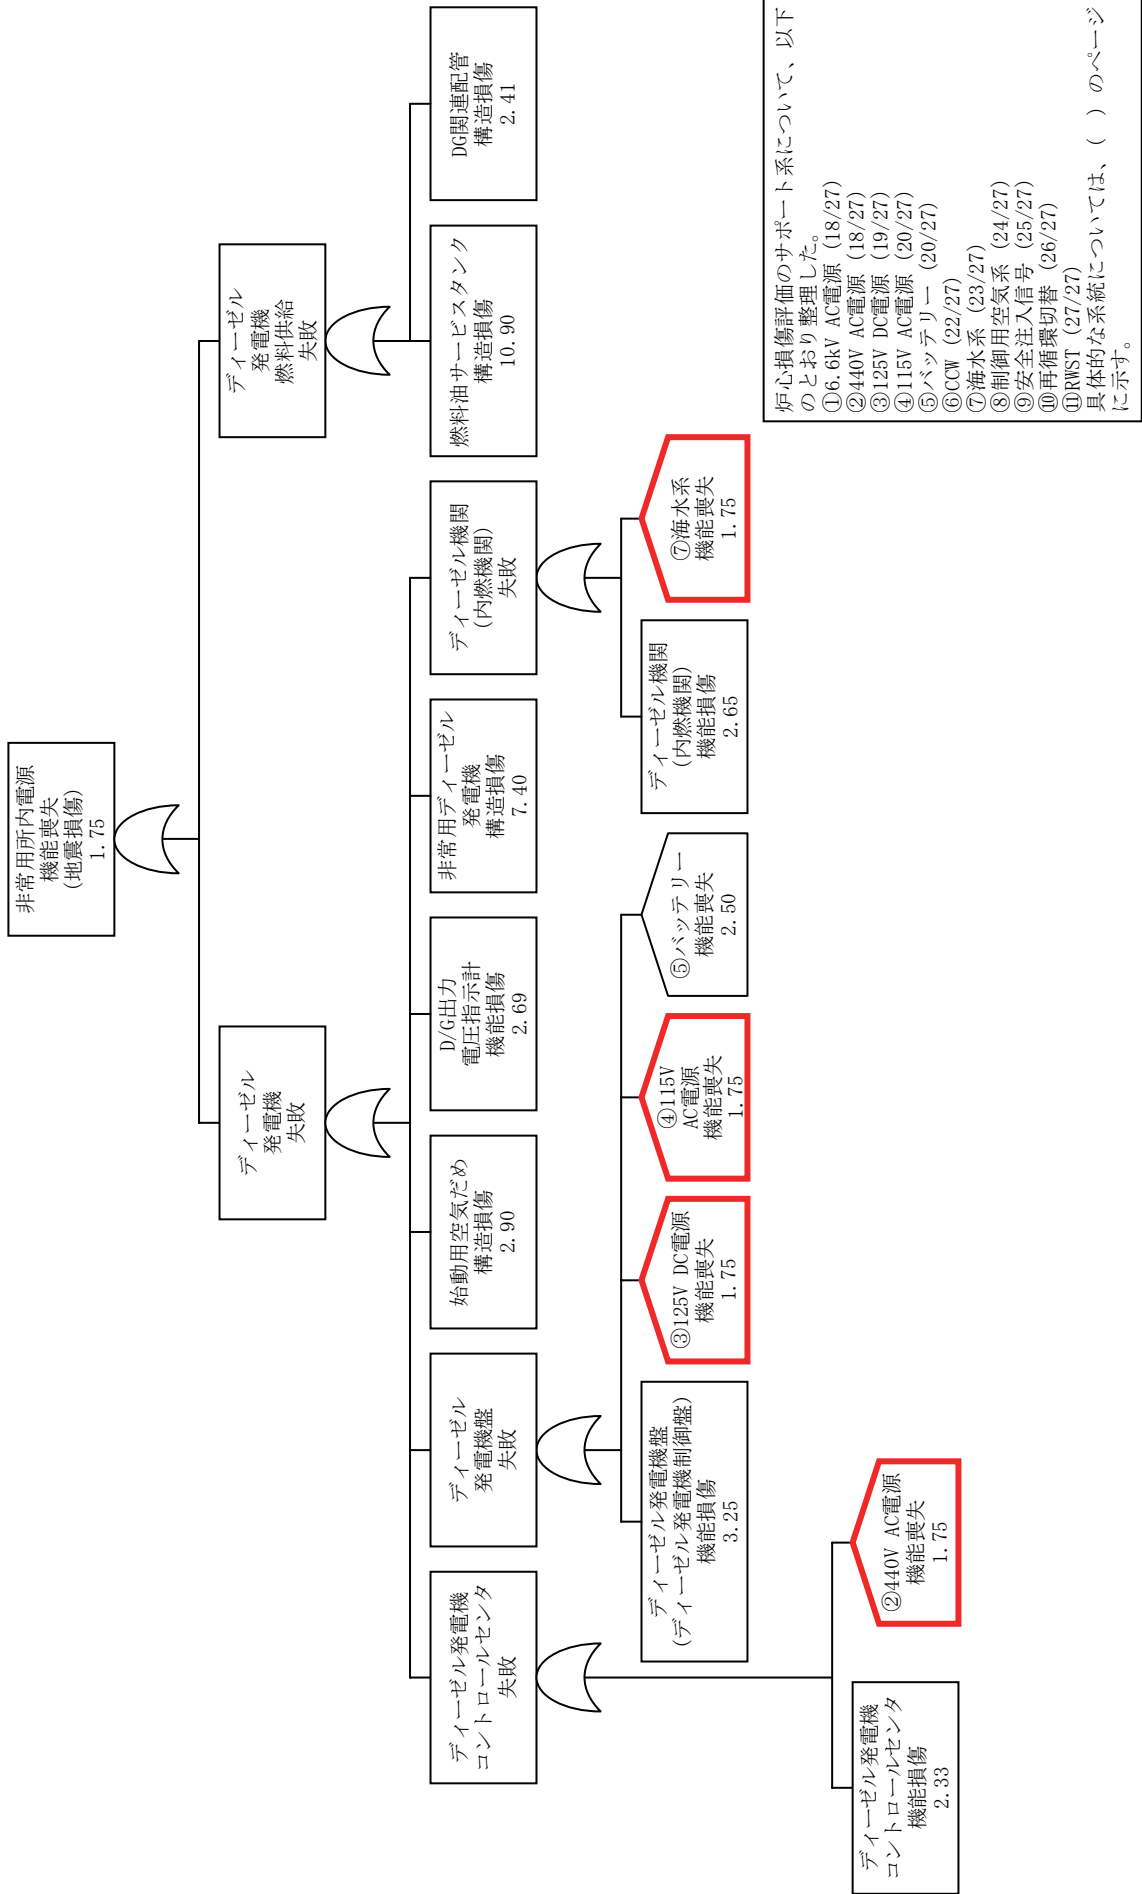 非常用所内電源
機能喪失
(地震損傷)
1.75
ディーゼル
発電機
失敗
ディーゼル
発電機
燃料供給
失敗
ディーゼル発電機
コントロールセンタ
失敗
ディーゼル
発電機盤
失敗
始動用空気だめ
構造損傷
2.90
D/G出力
電圧指示計
機能損傷
2.69
非常用ディーゼル
発電機
構造損傷
7.40
ディーゼル機関
(内燃機関)
失敗
燃料油サービスタンク
構造損傷
10.90
DG関連配管
構造損傷
2.41
ディーゼル発電機盤
(ディーゼル発電機制御盤)
機能損傷
3.25
③125V DC電源
機能喪失
1.75
④115V
AC電源
機能喪失
1.75
⑤バッテリー
機能喪失
2.50
ディーゼル機関
(内燃機関)
機能損傷
2.65
⑦海水系
機能喪失
1.75
ディーゼル発電機
コントロールセンタ
機能損傷
2.33
②440V AC電源
機能喪失
1.75
炉心損傷評価のサポート系について、以下
のとおり整理した。
①6.6kV AC電源 (18/27)
②440V AC電源 (18/27)
③125V DC電源 (19/27)
④115V AC電源 (20/27)
⑤バッテリー (20/27)
⑥CCW (22/27)
⑦海水系 (23/27)
⑧制御用空気系 (24/27)
⑨安全注入信号 (25/27)
⑩再循環切替 (26/27)
⑪RWST (27/27)
具体的な系統については、( ) のページ
に示す。